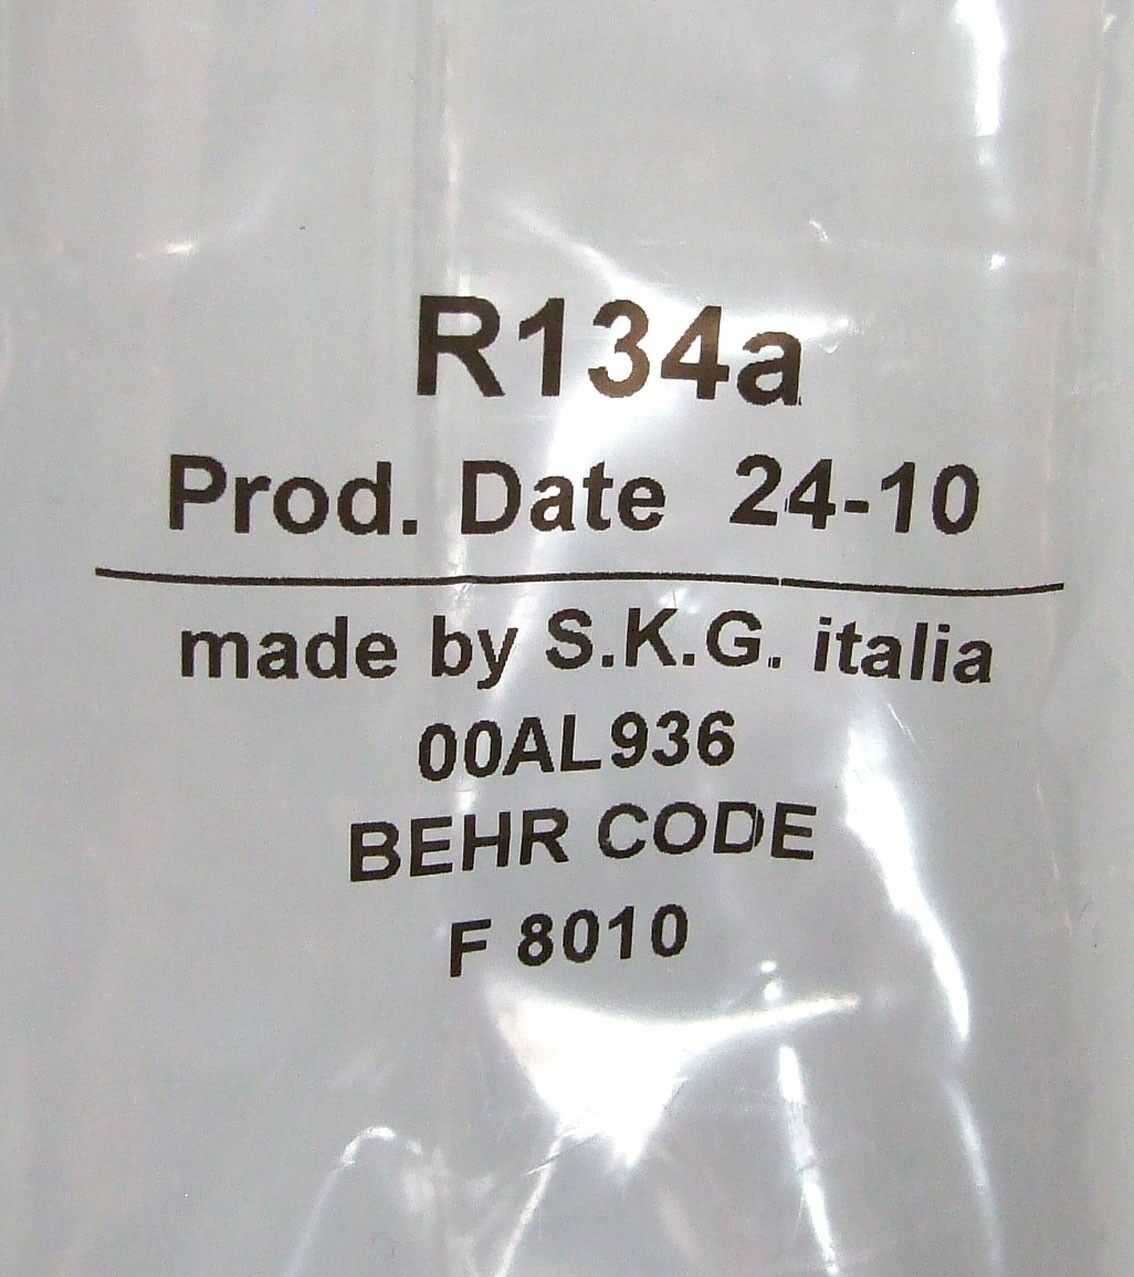 R134a
Prod. Date 24-10
made by S.K.G. italia
00AL936
BEHR CODE
F 8010